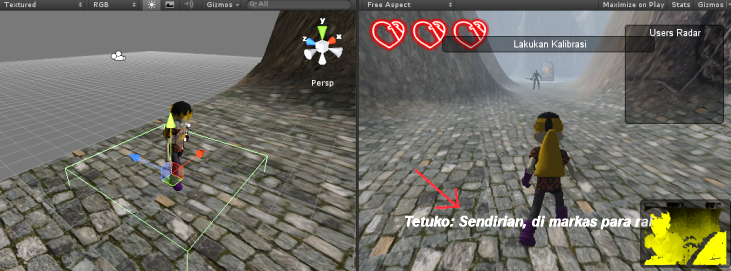 Textured
RGB
Gizmos
All
Free Aspect
Maximize on Play
Stats
Gizmos
y
z
x
Persp
Lakukan Kalibrasi
Users Radar
Tetuko: Sendirian, di markas para ra